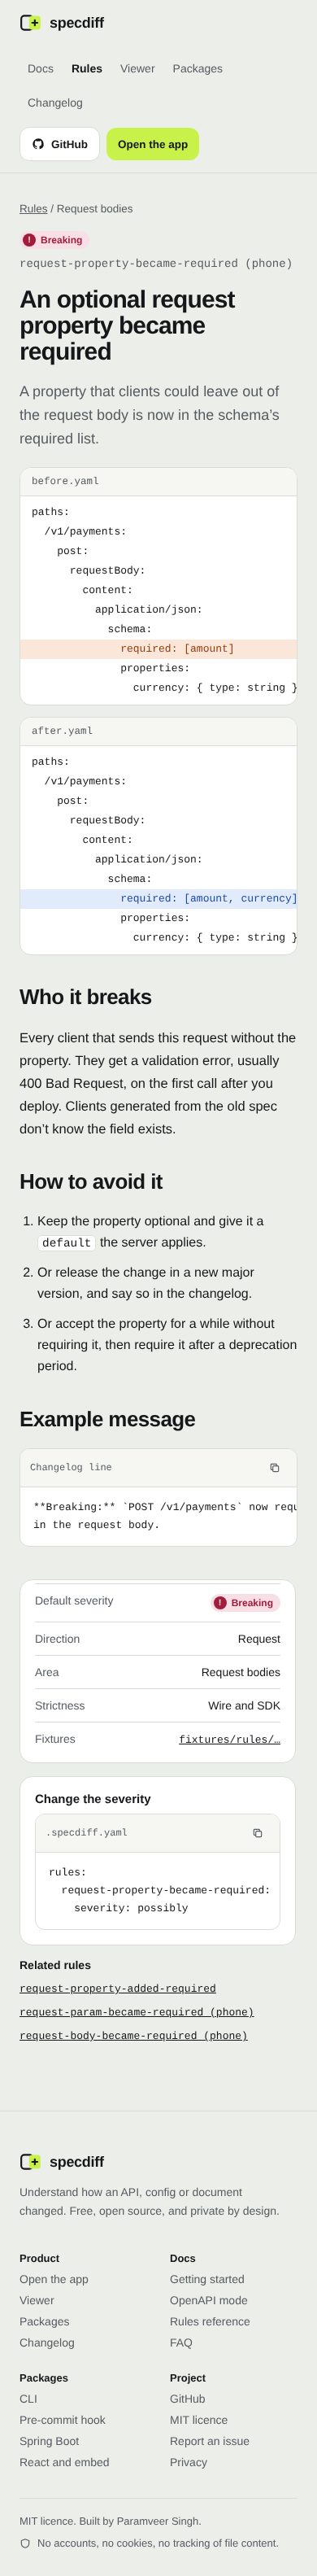 specdiff
Docs Rules Viewer Packages
Changelog
GitHub Open the app
Rules / Request bodies
! Breaking
request-property-became-required (phone)
An optional request
property became
required
A property that clients could leave out of
the request body is now in the schema’s
required list.
before.yaml
paths:
/v1/payments:
post:
requestBody:
content:
application/json:
schema:
required: [amount]
properties:
currency: { type: string }
after.yaml
paths:
/v1/payments:
post:
requestBody:
content:
application/json:
schema:
required: [amount, currency]
properties:
currency: { type: string }
Who it breaks
Every client that sends this request without the
property. They get a validation error, usually
400 Bad Request, on the first call after you
deploy. Clients generated from the old spec
don’t know the field exists.
How to avoid it
1. Keep the property optional and give it a
default the server applies.
2. Or release the change in a new major
version, and say so in the changelog.
3. Or accept the property for a while without
requiring it, then require it after a deprecation
period.
Example message
Changelog line
**Breaking:** `POST /v1/payments` now requ
in the request body.
Default severity ! Breaking
Direction Request
Area Request bodies
Strictness Wire and SDK
Fixtures fixtures/rules/…
Change the severity
.specdiff.yaml
rules:
request-property-became-required:
severity: possibly
Related rules
request-property-added-required
request-param-became-required (phone)
request-body-became-required (phone)
specdiff
Understand how an API, config or document
changed. Free, open source, and private by design.
Product
Open the app
Viewer
Packages
Changelog
Docs
Getting started
OpenAPI mode
Rules reference
FAQ
Packages
CLI
Pre-commit hook
Spring Boot
React and embed
Project
GitHub
MIT licence
Report an issue
Privacy
MIT licence. Built by Paramveer Singh.
No accounts, no cookies, no tracking of file content.